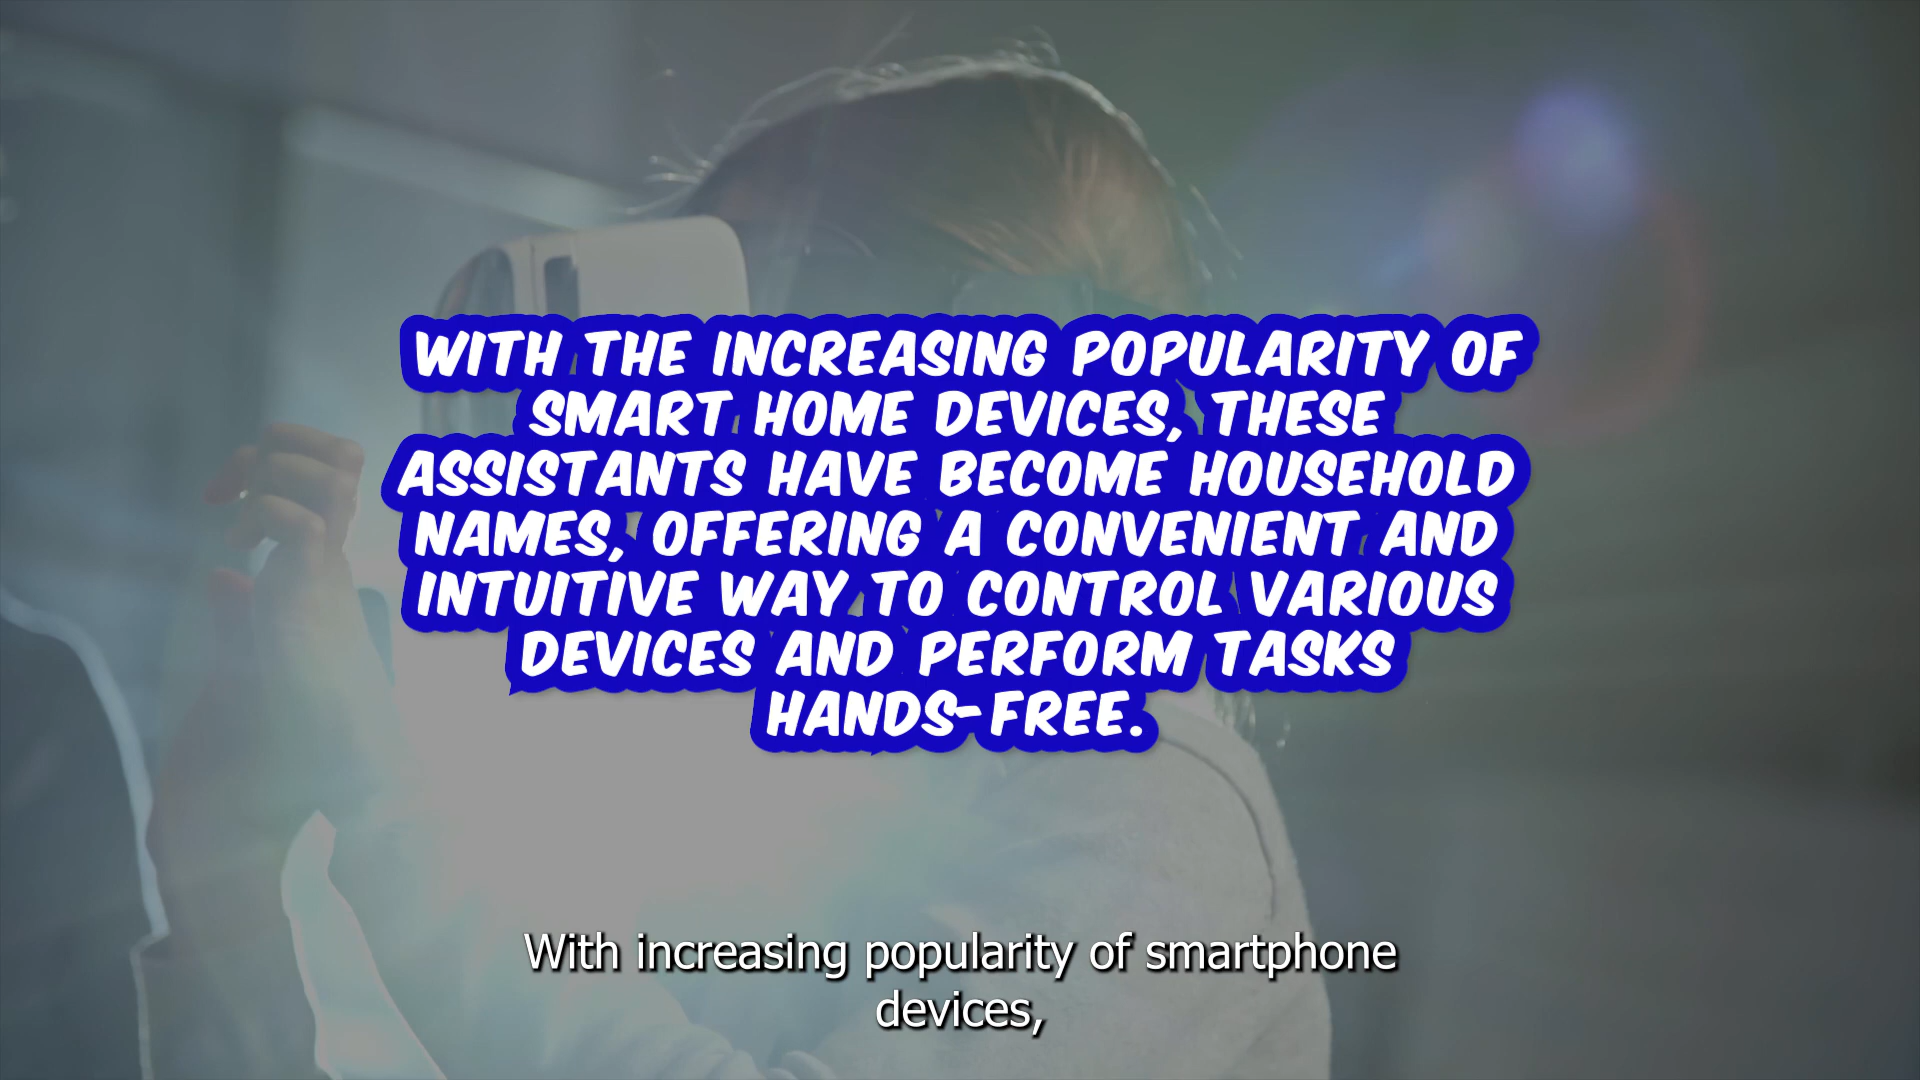 WITH THE INCREASING POPULARITY OF
SMART HOME DEVICES, THESE
ASSISTANTS HAVE BECOME HOUSEHOLD
NAMES, OFFERING A CONVENIENT AND
INTUITIVE WAY TO CONTROL VARIOUS
DEVICES AND PERFORM TASKS
HANDS-FREE.
With increasing popularity of smartphone
devices,